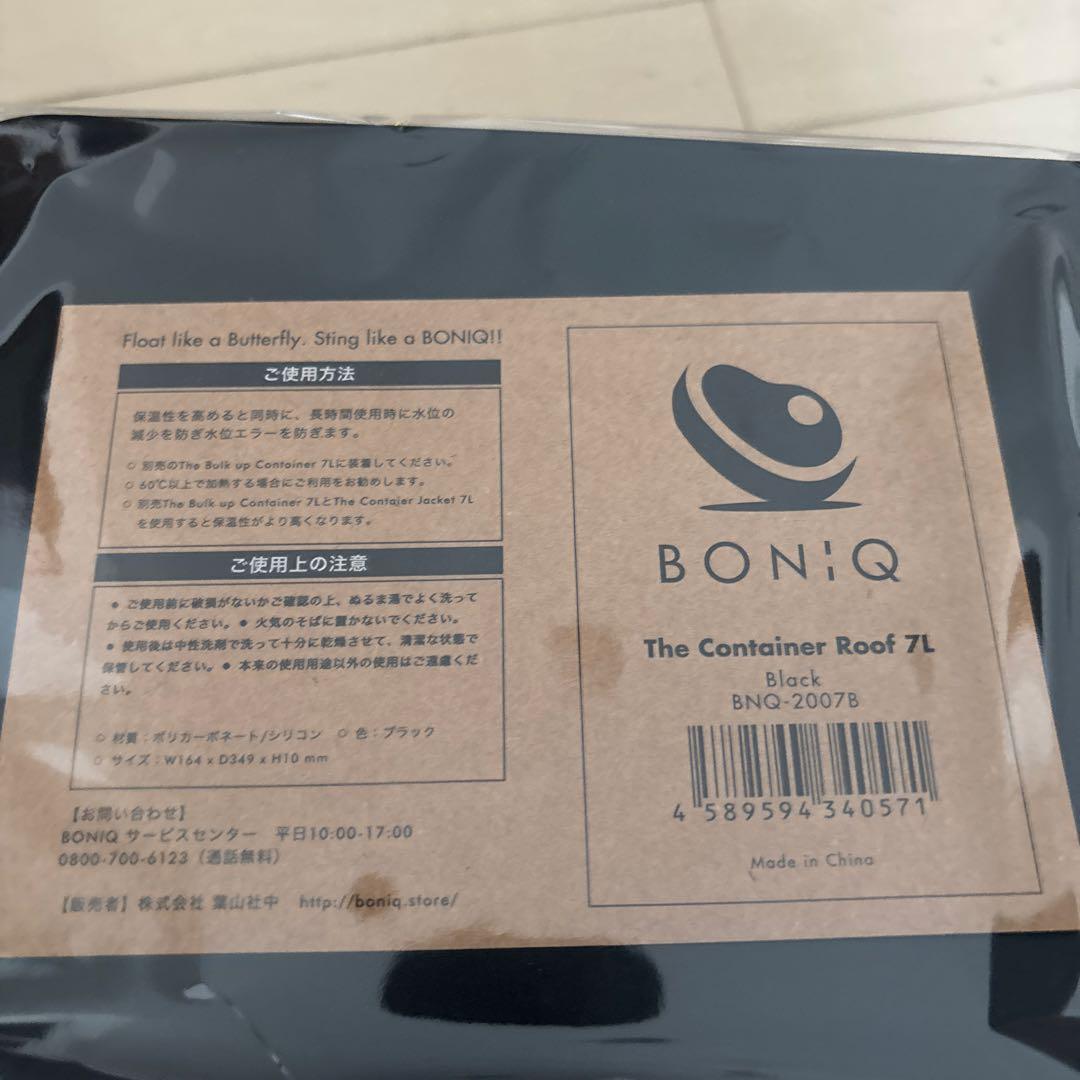 Float like a Butterfly. Sting like a BONIQ!!
ご使用方法
保温性を高めると同時に、長時間使用時に水位の
減少を防ぎ水位エラーを防ぎます。
○ 別売のThe Bulk up Container 7Lに装着してください。
○ 60℃以上で加熱する場合にご利用をお勧めします。
○ 別売The Bulk up Container 7LとThe Contaier Jacket 7L
を使用すると保温性がより高くなります。
ご使用上の注意
● ご使用前に破損がないかご確認の上、ぬるま湯でよく洗って
からご使用ください。● 火気のそばに置かないでください。
● 使用後は中性洗剤で洗って十分に乾燥させて、清潔な状態で
保管してください。● 本来の使用用途以外の使用はご遠慮くだ
さい。
○ 材質:ポリカーボネート/シリコン ○ 色:ブラック
○ サイズ:W164 x D349 x H10 mm
【お問い合わせ】
BONIQ サービスセンター 平日10:00-17:00
0800-700-6123(通話無料)
【販売者】株式会社 葉山社中 http://boniq.store/
BONIQ
The Container Roof 7L
Black
BNQ-2007B
4 589594 340571
Made in China